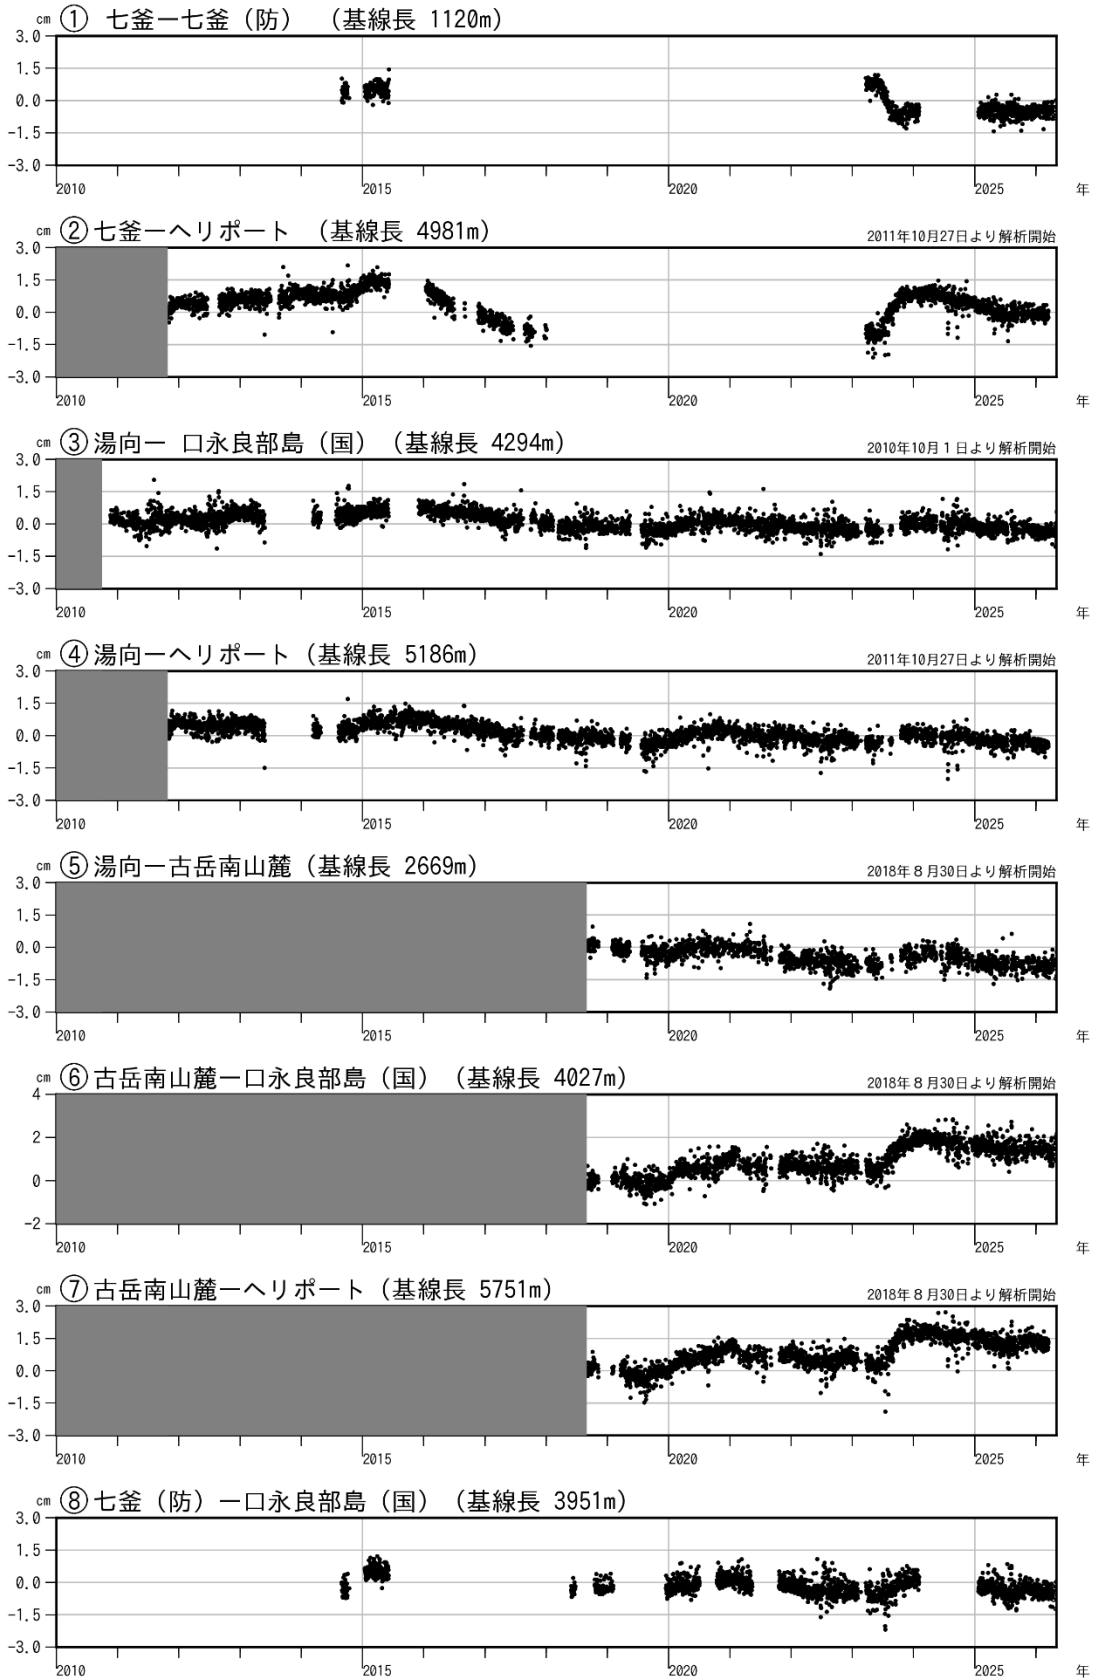 cm ① 七釜ー七釜（防） （基線長 1120m）
3.0
1.5
0.0
-1.5
-3.0
2010 2015 2020 2025 年
cm ②七釜ーヘリポート （基線長 4981m） 2011年10月27日より解析開始
3.0
1.5
0.0
-1.5
-3.0
2010 2015 2020 2025 年
cm ③湯向ー 口永良部島（国）（基線長 4294m） 2010年10月1日より解析開始
3.0
1.5
0.0
-1.5
-3.0
2010 2015 2020 2025 年
cm ④湯向ーヘリポート（基線長 5186m） 2011年10月27日より解析開始
3.0
1.5
0.0
-1.5
-3.0
2010 2015 2020 2025 年
cm ⑤湯向ー古岳南山麓（基線長 2669m） 2018年8月30日より解析開始
3.0
1.5
0.0
-1.5
-3.0
2010 2015 2020 2025 年
cm ⑥古岳南山麓ー口永良部島（国）（基線長 4027m） 2018年8月30日より解析開始
4
2
0
-2
2010 2015 2020 2025 年
cm ⑦古岳南山麓ーヘリポート（基線長 5751m） 2018年8月30日より解析開始
3.0
1.5
0.0
-1.5
-3.0
2010 2015 2020 2025 年
cm ⑧七釜（防）ー口永良部島（国）（基線長 3951m）
3.0
1.5
0.0
-1.5
-3.0
2010 2015 2020 2025 年